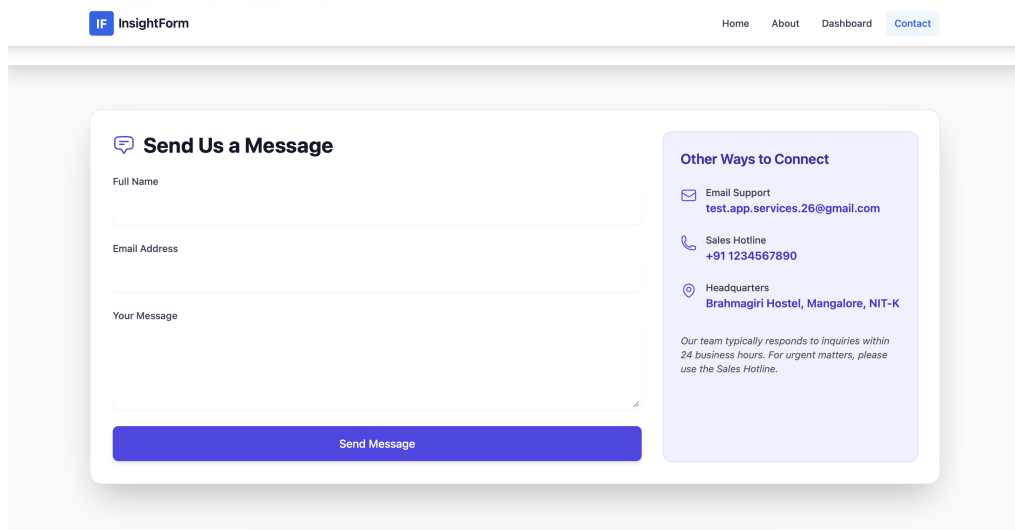 IF InsightForm
Home About Dashboard Contact
Send Us a Message
Full Name
Email Address
Your Message
Send Message
Other Ways to Connect
Email Support
test.app.services.26@gmail.com
Sales Hotline
+91 1234567890
Headquarters
Brahmagiri Hostel, Mangalore, NIT-K
Our team typically responds to inquiries within
24 business hours. For urgent matters, please
use the Sales Hotline.